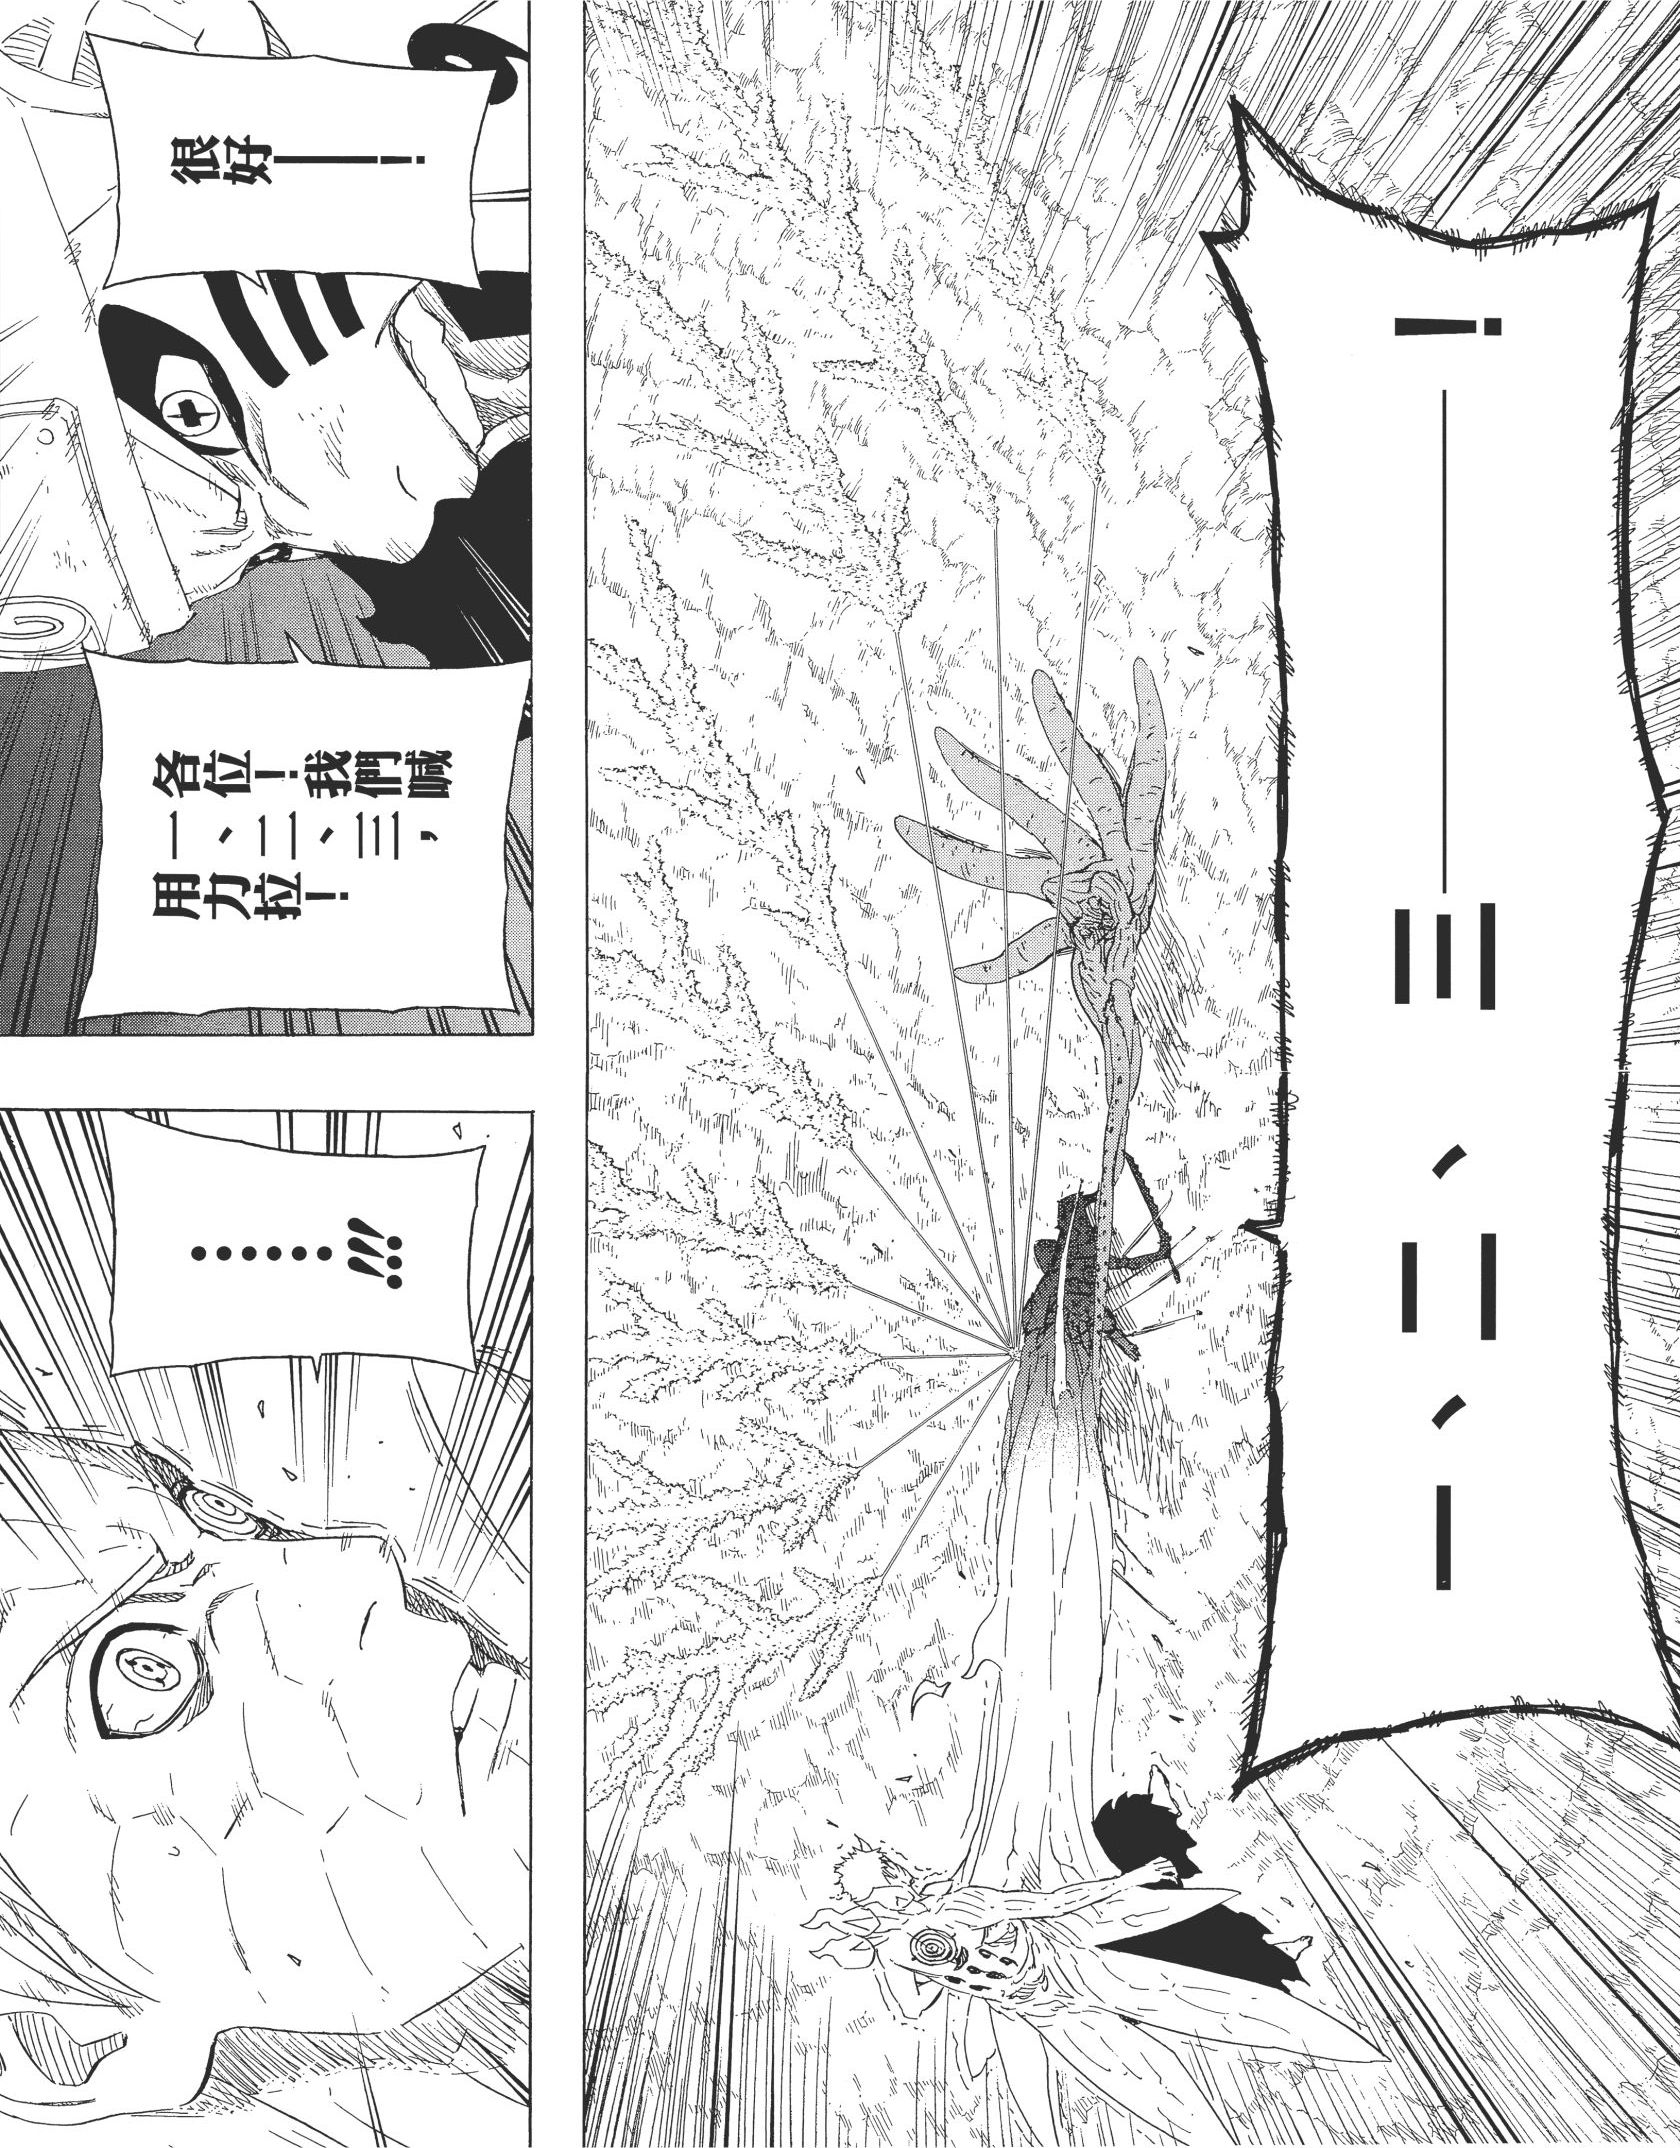 很好——！
各位！我們喊
一、二、三，
用力拉！
……!!!
一、二、三——！